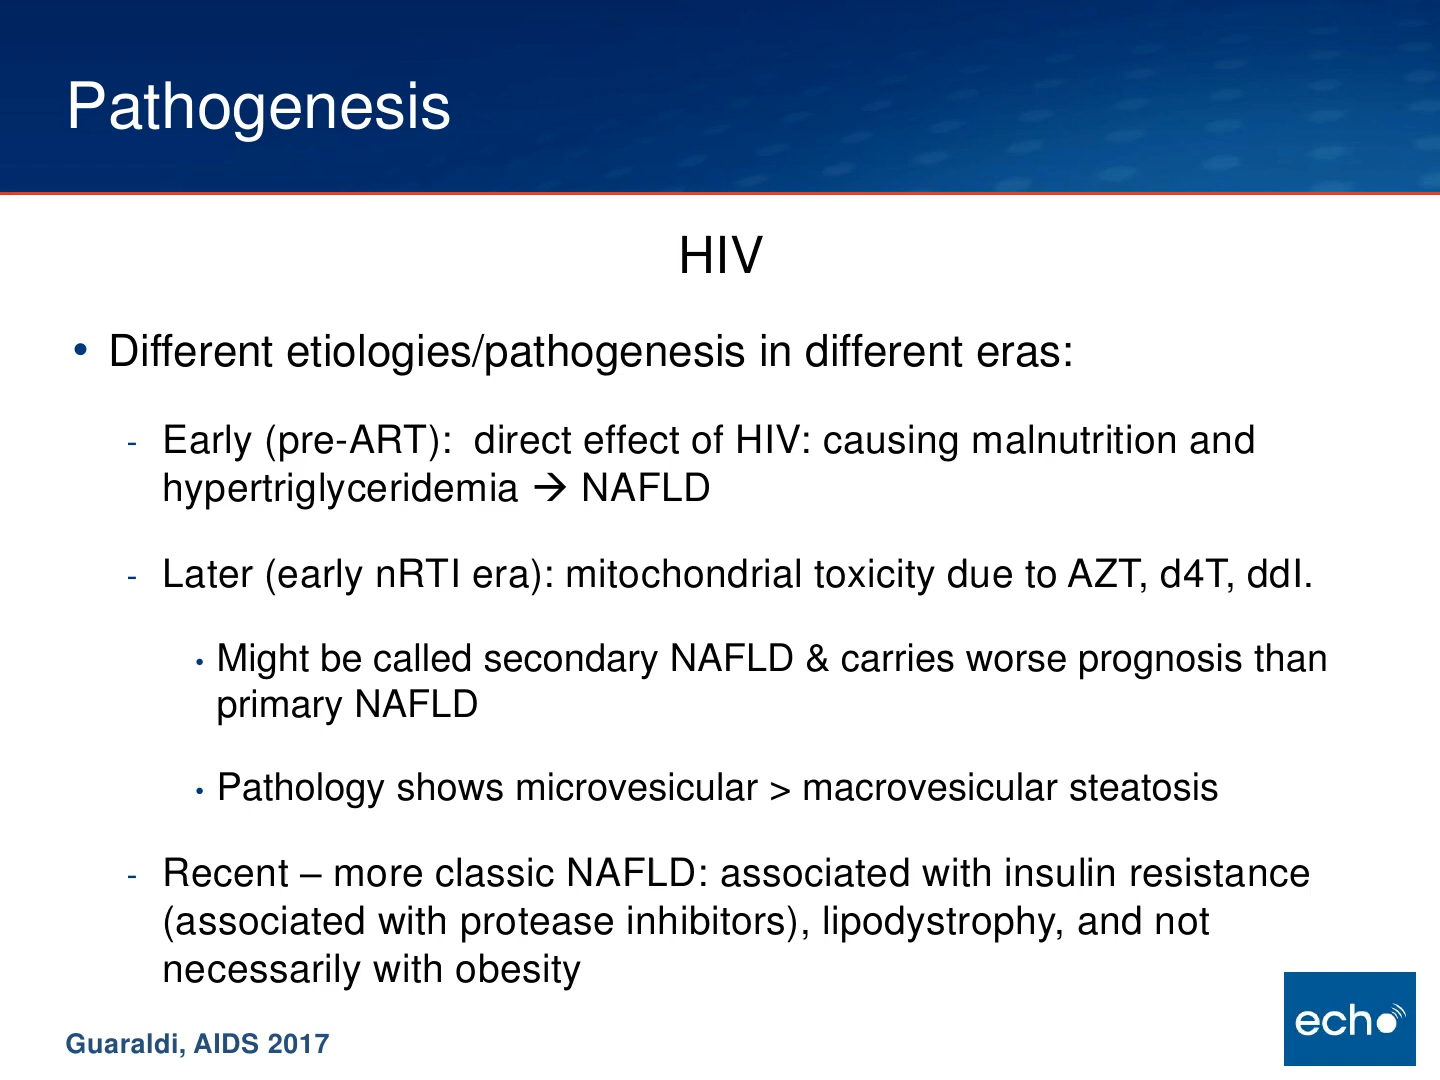 Pathogenesis
HIV
• Different etiologies/pathogenesis in different eras:
- Early (pre-ART):  direct effect of HIV: causing malnutrition and
hypertriglyceridemia → NAFLD
- Later (early nRTI era): mitochondrial toxicity due to AZT, d4T, ddI.
• Might be called secondary NAFLD & carries worse prognosis than
primary NAFLD
• Pathology shows microvesicular > macrovesicular steatosis
- Recent – more classic NAFLD: associated with insulin resistance
(associated with protease inhibitors), lipodystrophy, and not
necessarily with obesity
Guaraldi, AIDS 2017
echo